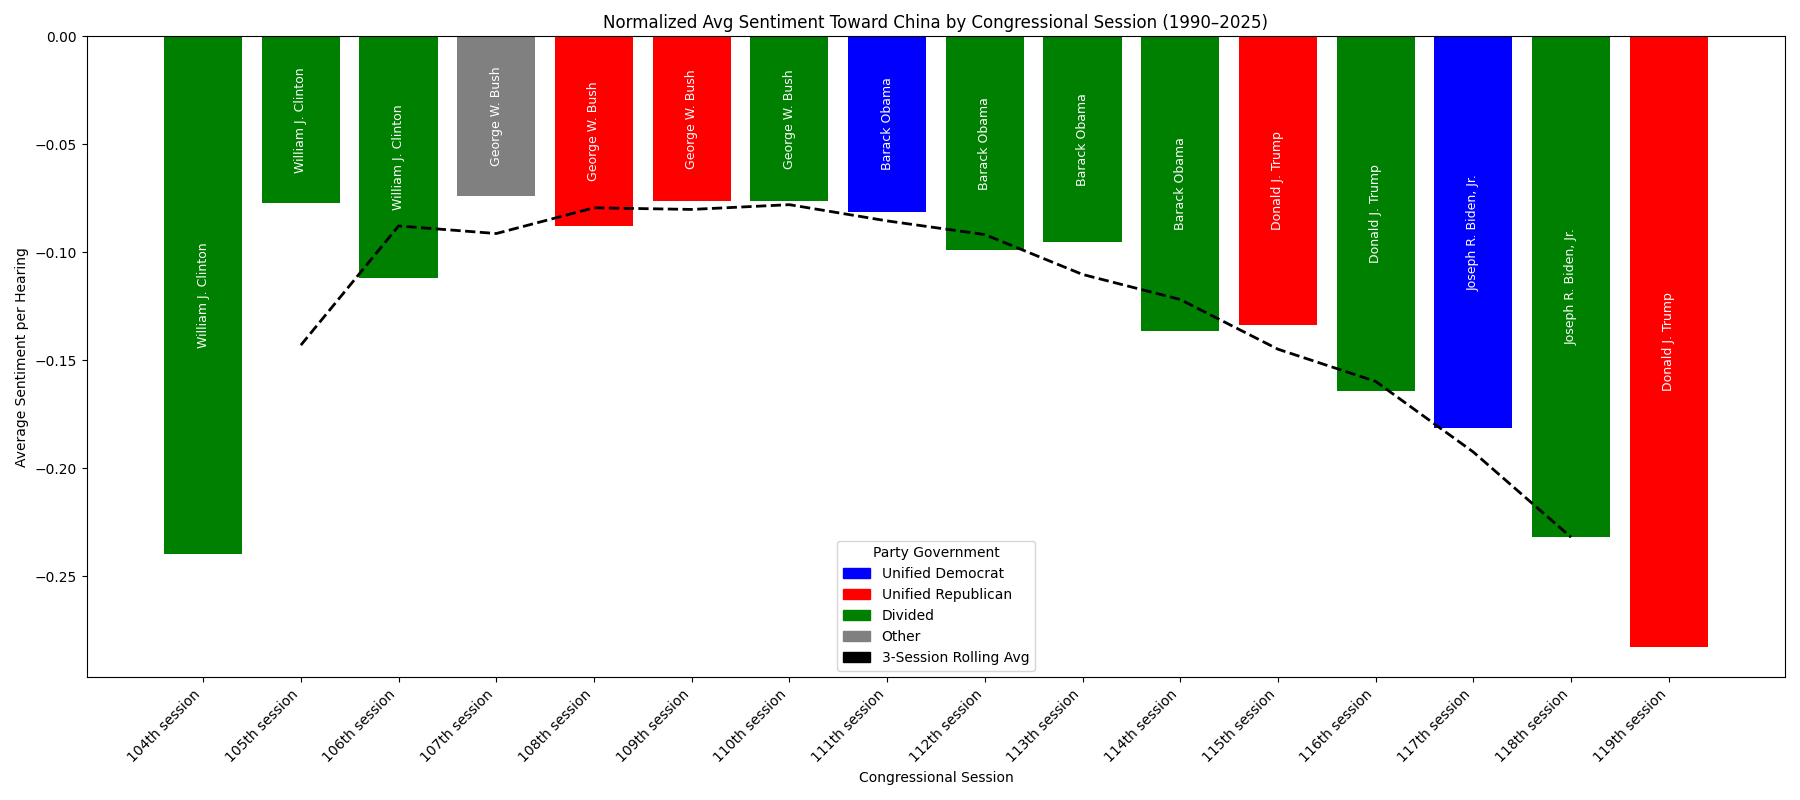 Normalized Avg Sentiment Toward China by Congressional Session (1990–2025)
Average Sentiment per Hearing
0.00
−0.05
−0.10
−0.15
−0.20
−0.25
William J. Clinton
William J. Clinton
William J. Clinton
George W. Bush
George W. Bush
George W. Bush
George W. Bush
Barack Obama
Barack Obama
Barack Obama
Barack Obama
Donald J. Trump
Donald J. Trump
Joseph R. Biden, Jr.
Joseph R. Biden, Jr.
Donald J. Trump
Party Government
Unified Democrat
Unified Republican
Divided
Other
3-Session Rolling Avg
104th session
105th session
106th session
107th session
108th session
109th session
110th session
111th session
112th session
113th session
114th session
115th session
116th session
117th session
118th session
119th session
Congressional Session